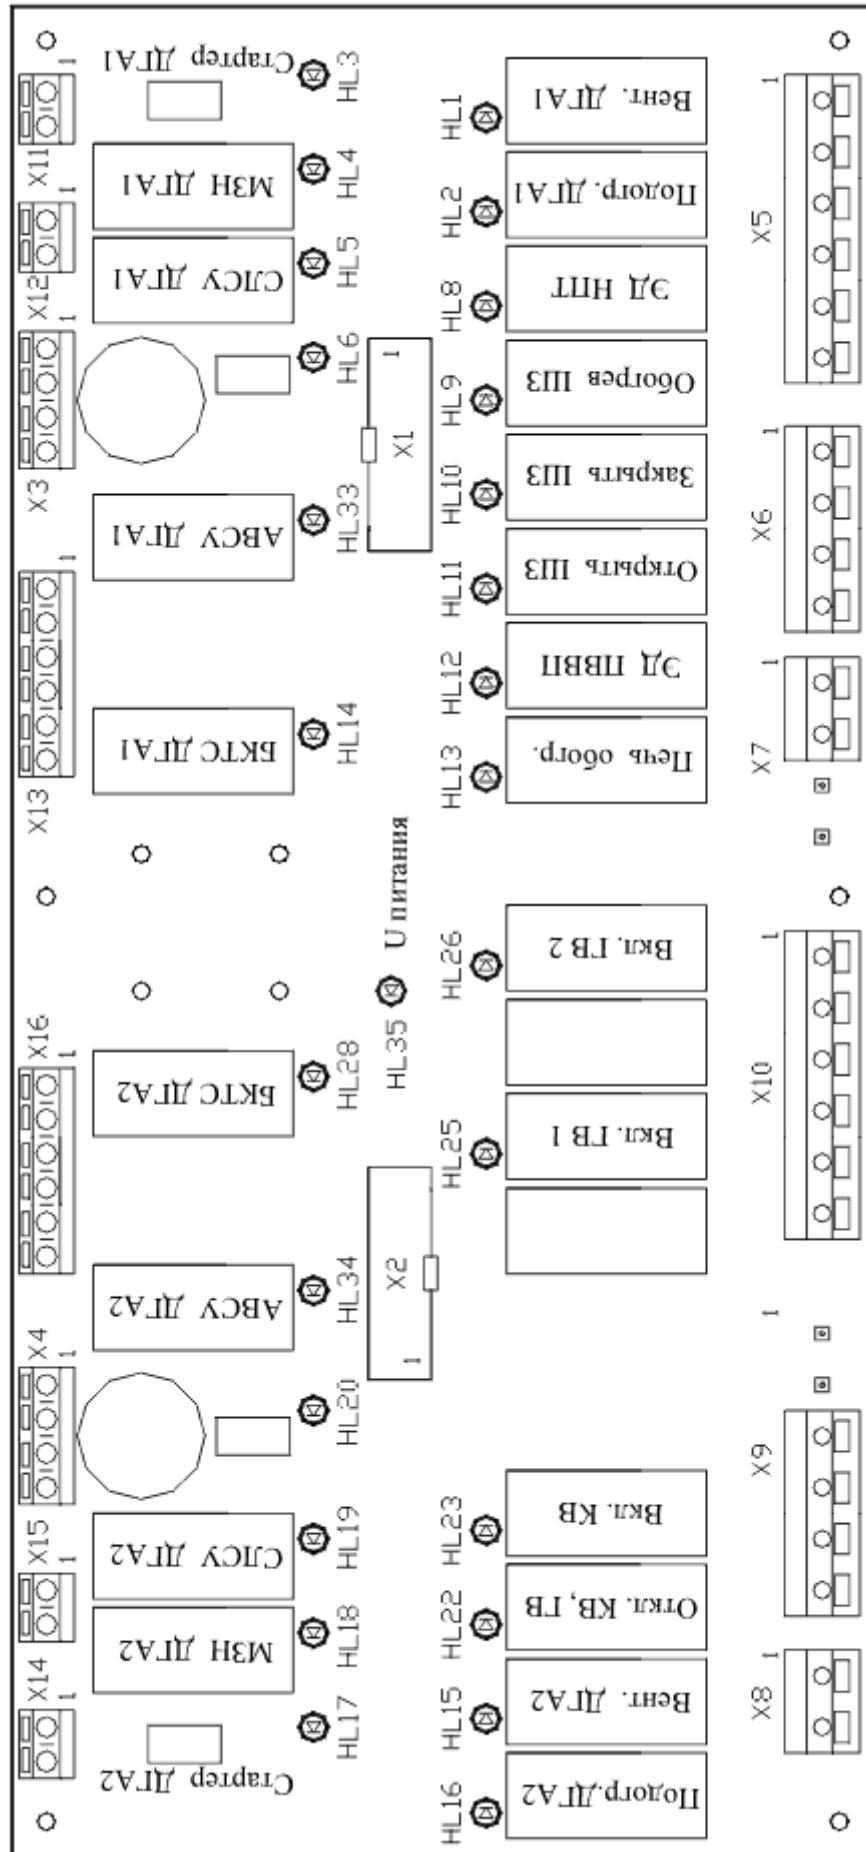 Стартер ДГА1
HL3
1
X11
МЗН ДГА1
HL4
1
X12
СЛСУ ДГА1
HL5
1
X3
HL6
АВСУ ДГА1
HL33
1
X13
БКТС ДГА1
HL14
X1
1
HL1
Вент. ДГА1
HL2
Подогр. ДГА1
HL8
ЭД НПТ
HL9
Обогрев ШЗ
HL10
Закрыть ШЗ
HL11
Открыть ШЗ
HL12
ЭД ПВВП
HL13
Печь обогр.
1
X5
1
X6
1
X7
U питания
HL35
HL26
Вкл. ГВ 2
HL25
Вкл. ГВ 1
1
X10
X16
1
БКТС ДГА2
HL28
X2
1
АВСУ ДГА2
HL34
X4
1
HL20
X15
1
СЛСУ ДГА2
HL19
МЗН ДГА2
HL18
X14
1
HL17
Стартер ДГА2
HL23
Вкл. КВ
HL22
Откл. КВ, ГВ
HL15
Вент. ДГА2
HL16
Подогр.ДГА2
1
X9
1
X8